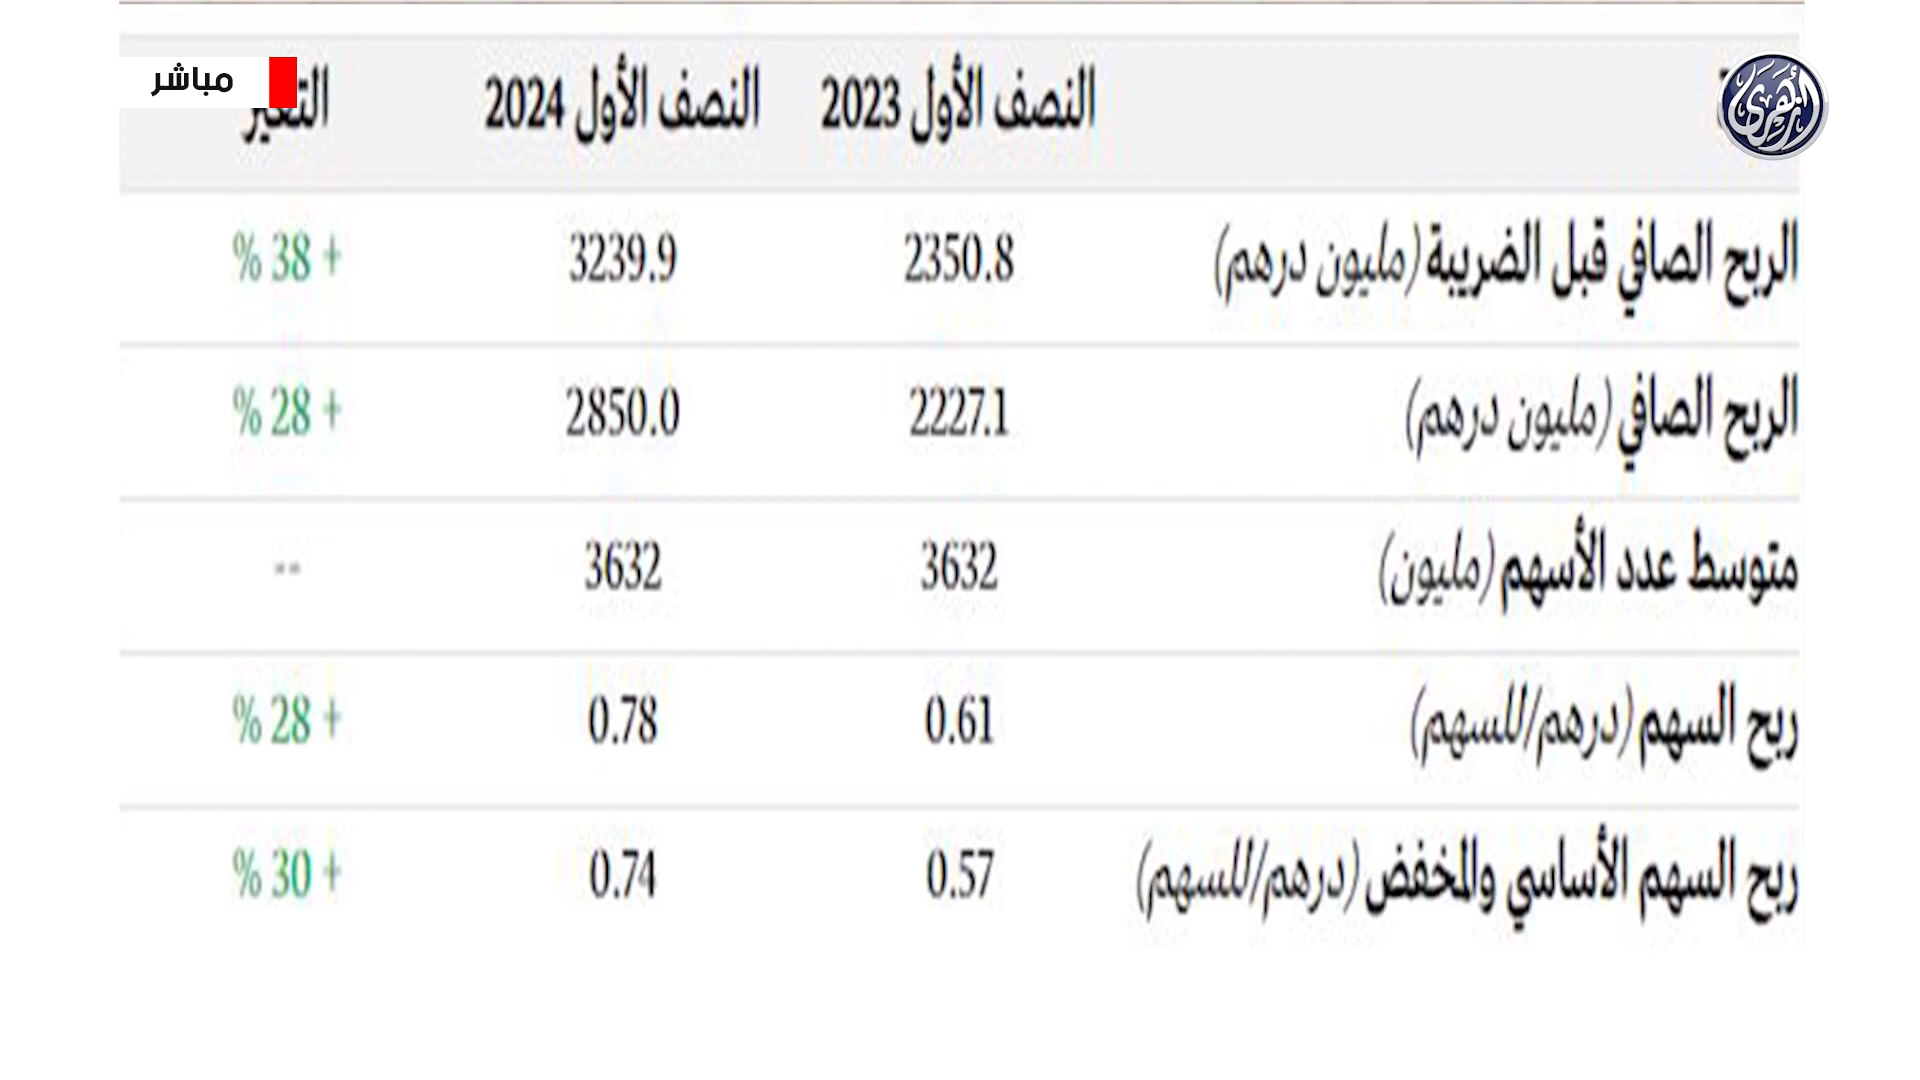 مباشر
النصف الأول 2023 النصف الأول 2024 التغير
الربح الصافي قبل الضريبة (مليون درهم) 2350.8 3239.9 + 38 %
الربح الصافي (مليون درهم) 2227.1 2850.0 + 28 %
متوسط عدد الأسهم (مليون) 3632 3632 --
ربح السهم (درهم/للسهم) 0.61 0.78 + 28 %
ربح السهم الأساسي والمخفض (درهم/للسهم) 0.57 0.74 + 30 %